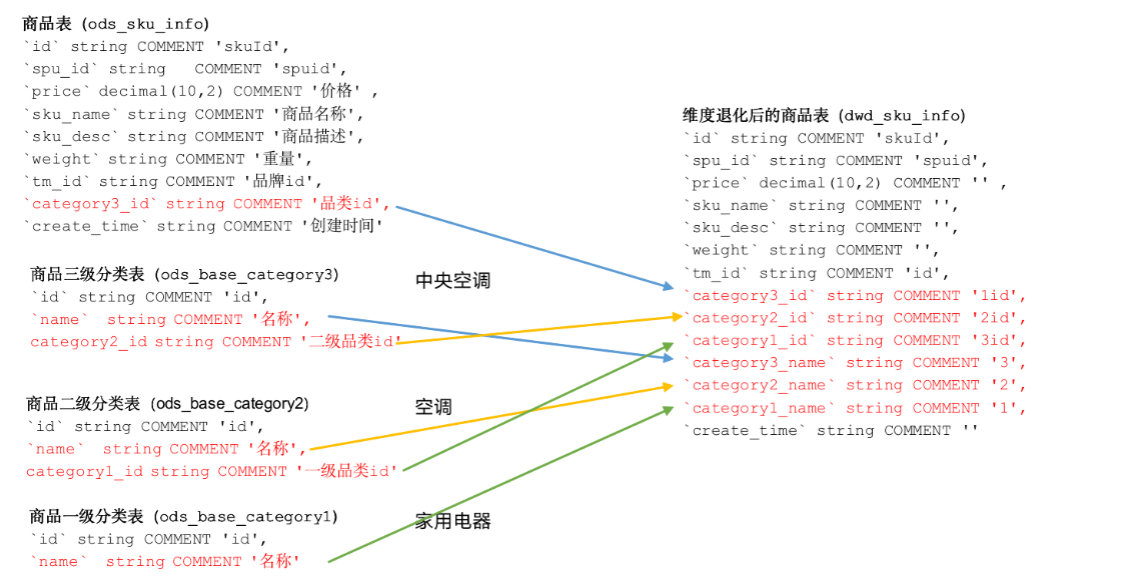 商品表 (ods_sku_info)
`id` string COMMENT 'skuId',
`spu_id` string   COMMENT 'spuid',
`price` decimal(10,2) COMMENT '价格' ,
`sku_name` string COMMENT '商品名称',
`sku_desc` string COMMENT '商品描述',
`weight` string COMMENT '重量',
`tm_id` string COMMENT '品牌id',
`category3_id` string COMMENT '品类id',
`create_time` string COMMENT '创建时间'
商品三级分类表 (ods_base_category3)
`id` string COMMENT 'id',
`name`  string COMMENT '名称',
category2_id string COMMENT '二级品类id'
中央空调
商品二级分类表 (ods_base_category2)
`id` string COMMENT 'id',
`name`  string COMMENT '名称',
category1_id string COMMENT '一级品类id'
空调
商品一级分类表 (ods_base_category1)
`id` string COMMENT 'id',
`name`  string COMMENT '名称'
家用电器
维度退化后的商品表 (dwd_sku_info)
`id` string COMMENT 'skuId',
`spu_id` string COMMENT 'spuid',
`price` decimal(10,2) COMMENT '' ,
`sku_name` string COMMENT '',
`sku_desc` string COMMENT '',
`weight` string COMMENT '',
`tm_id` string COMMENT 'id',
`category3_id` string COMMENT '1id',
`category2_id` string COMMENT '2id',
`category1_id` string COMMENT '3id',
`category3_name` string COMMENT '3',
`category2_name` string COMMENT '2',
`category1_name` string COMMENT '1',
`create_time` string COMMENT ''